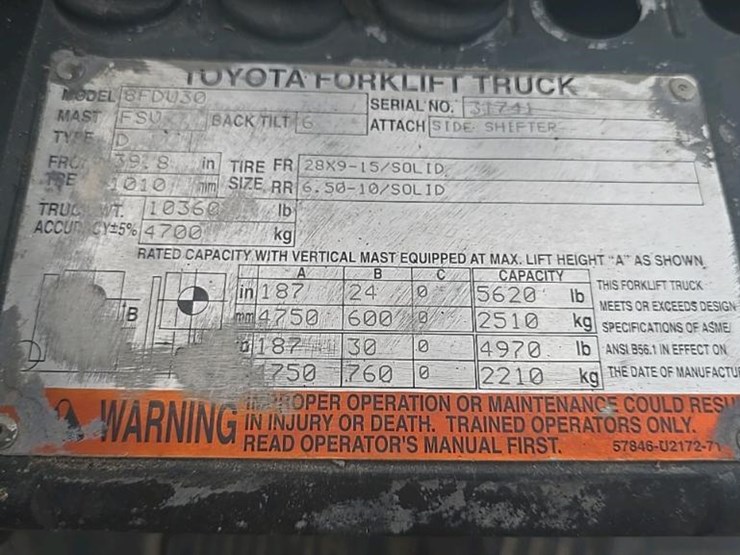 TOYOTA FORKLIFT TRUCK
MODEL 8FDU30
SERIAL NO. 31741
MAST FSV BACK TILT 6 ATTACH SIDE SHIFTER
TYPE D
39.8 in TIRE FR 28X9-15/SOLID
1010 mm SIZE RR 6.50-10/SOLID
WT. 10360 lb
±5% 4700 kg
RATED CAPACITY WITH VERTICAL MAST EQUIPPED AT MAX. LIFT HEIGHT "A" AS SHOWN
A B C CAPACITY
in 187 24 0 5620 lb
mm 4750 600 0 2510 kg
187 30 0 4970 lb
750 760 0 2210 kg
B
THIS FORKLIFT TRUCK
MEETS OR EXCEEDS DESIGN
SPECIFICATIONS OF ASME/
ANSI B56.1 IN EFFECT ON
THE DATE OF MANUFACTU
WARNING
IMPROPER OPERATION OR MAINTENANCE COULD RESU
IN INJURY OR DEATH. TRAINED OPERATORS ONLY.
READ OPERATOR'S MANUAL FIRST. 57846-U2172-71